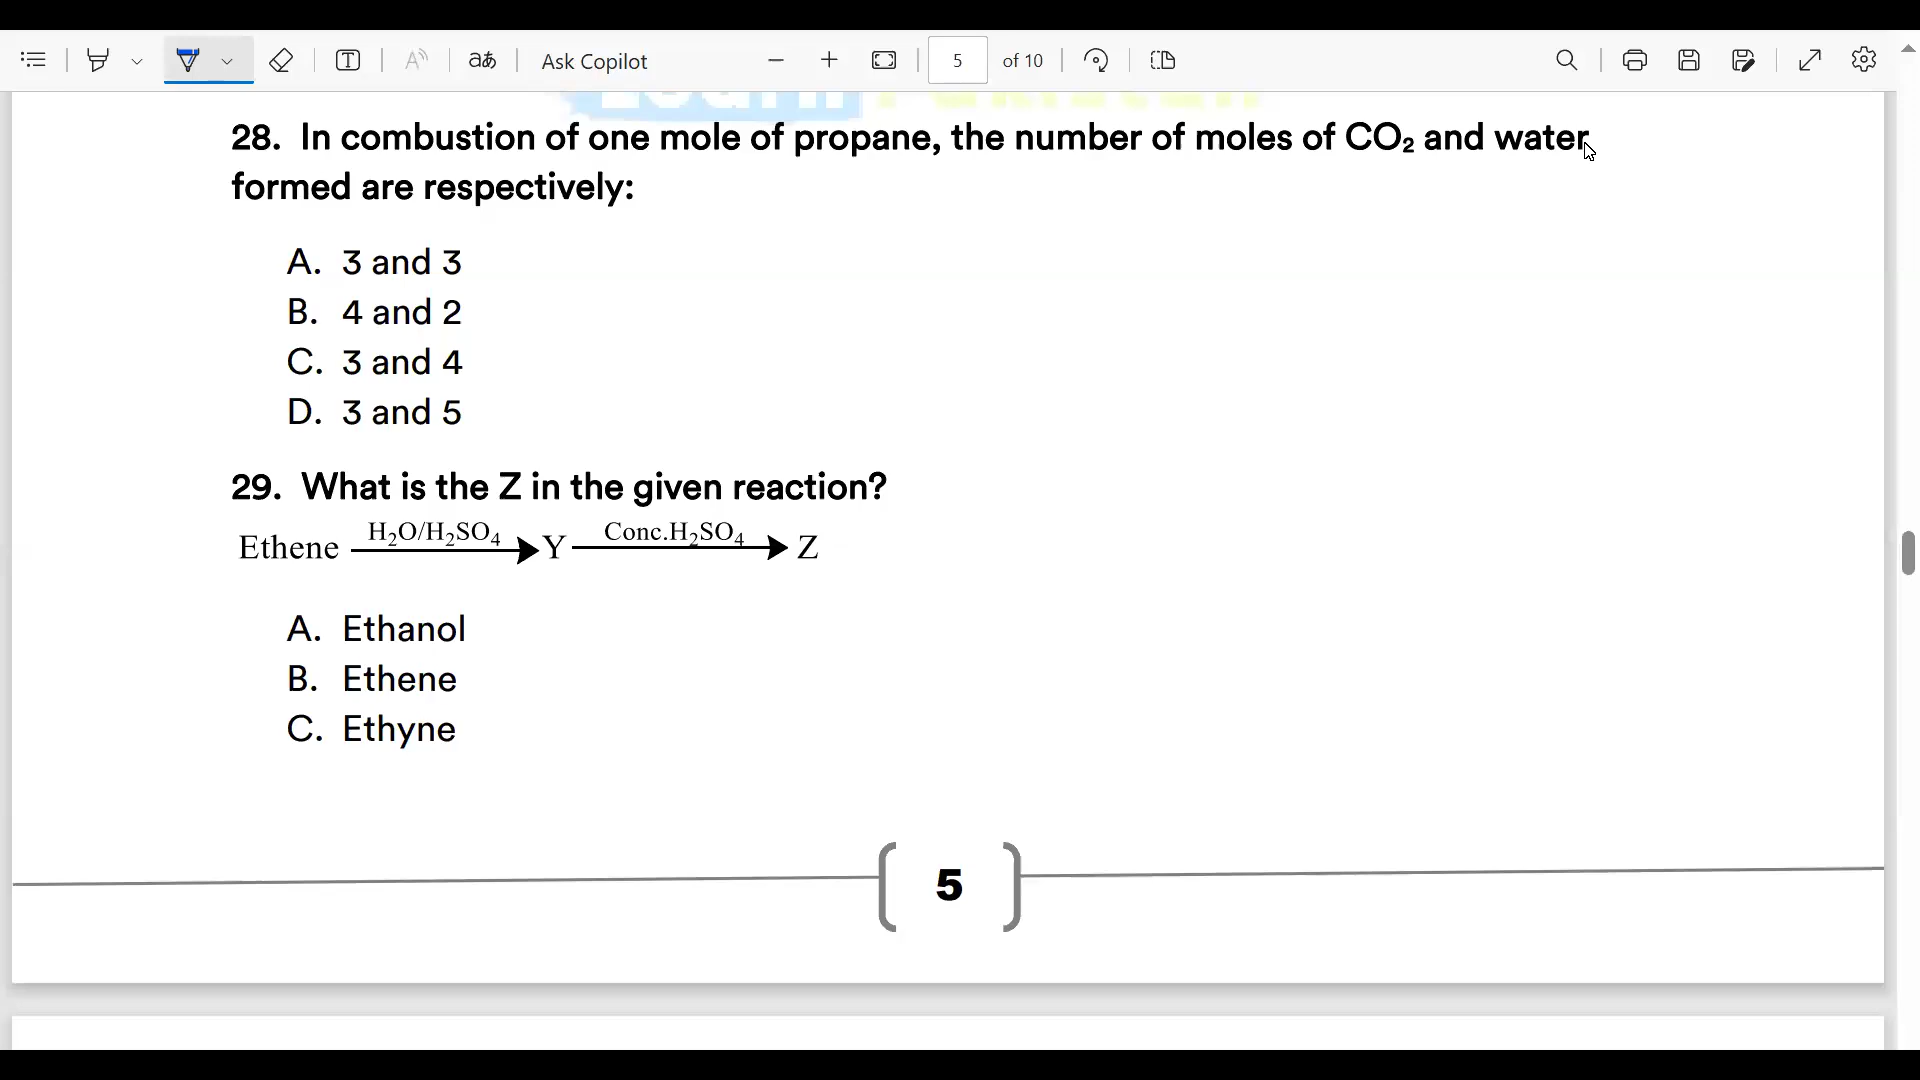 Ask Copilot
5
of 10
28. In combustion of one mole of propane, the number of moles of CO₂ and water
formed are respectively:
A. 3 and 3
B. 4 and 2
C. 3 and 4
D. 3 and 5
29. What is the Z in the given reaction?
Ethene H₂O/H₂SO₄ Y Conc.H₂SO₄ Z
A. Ethanol
B. Ethene
C. Ethyne
5